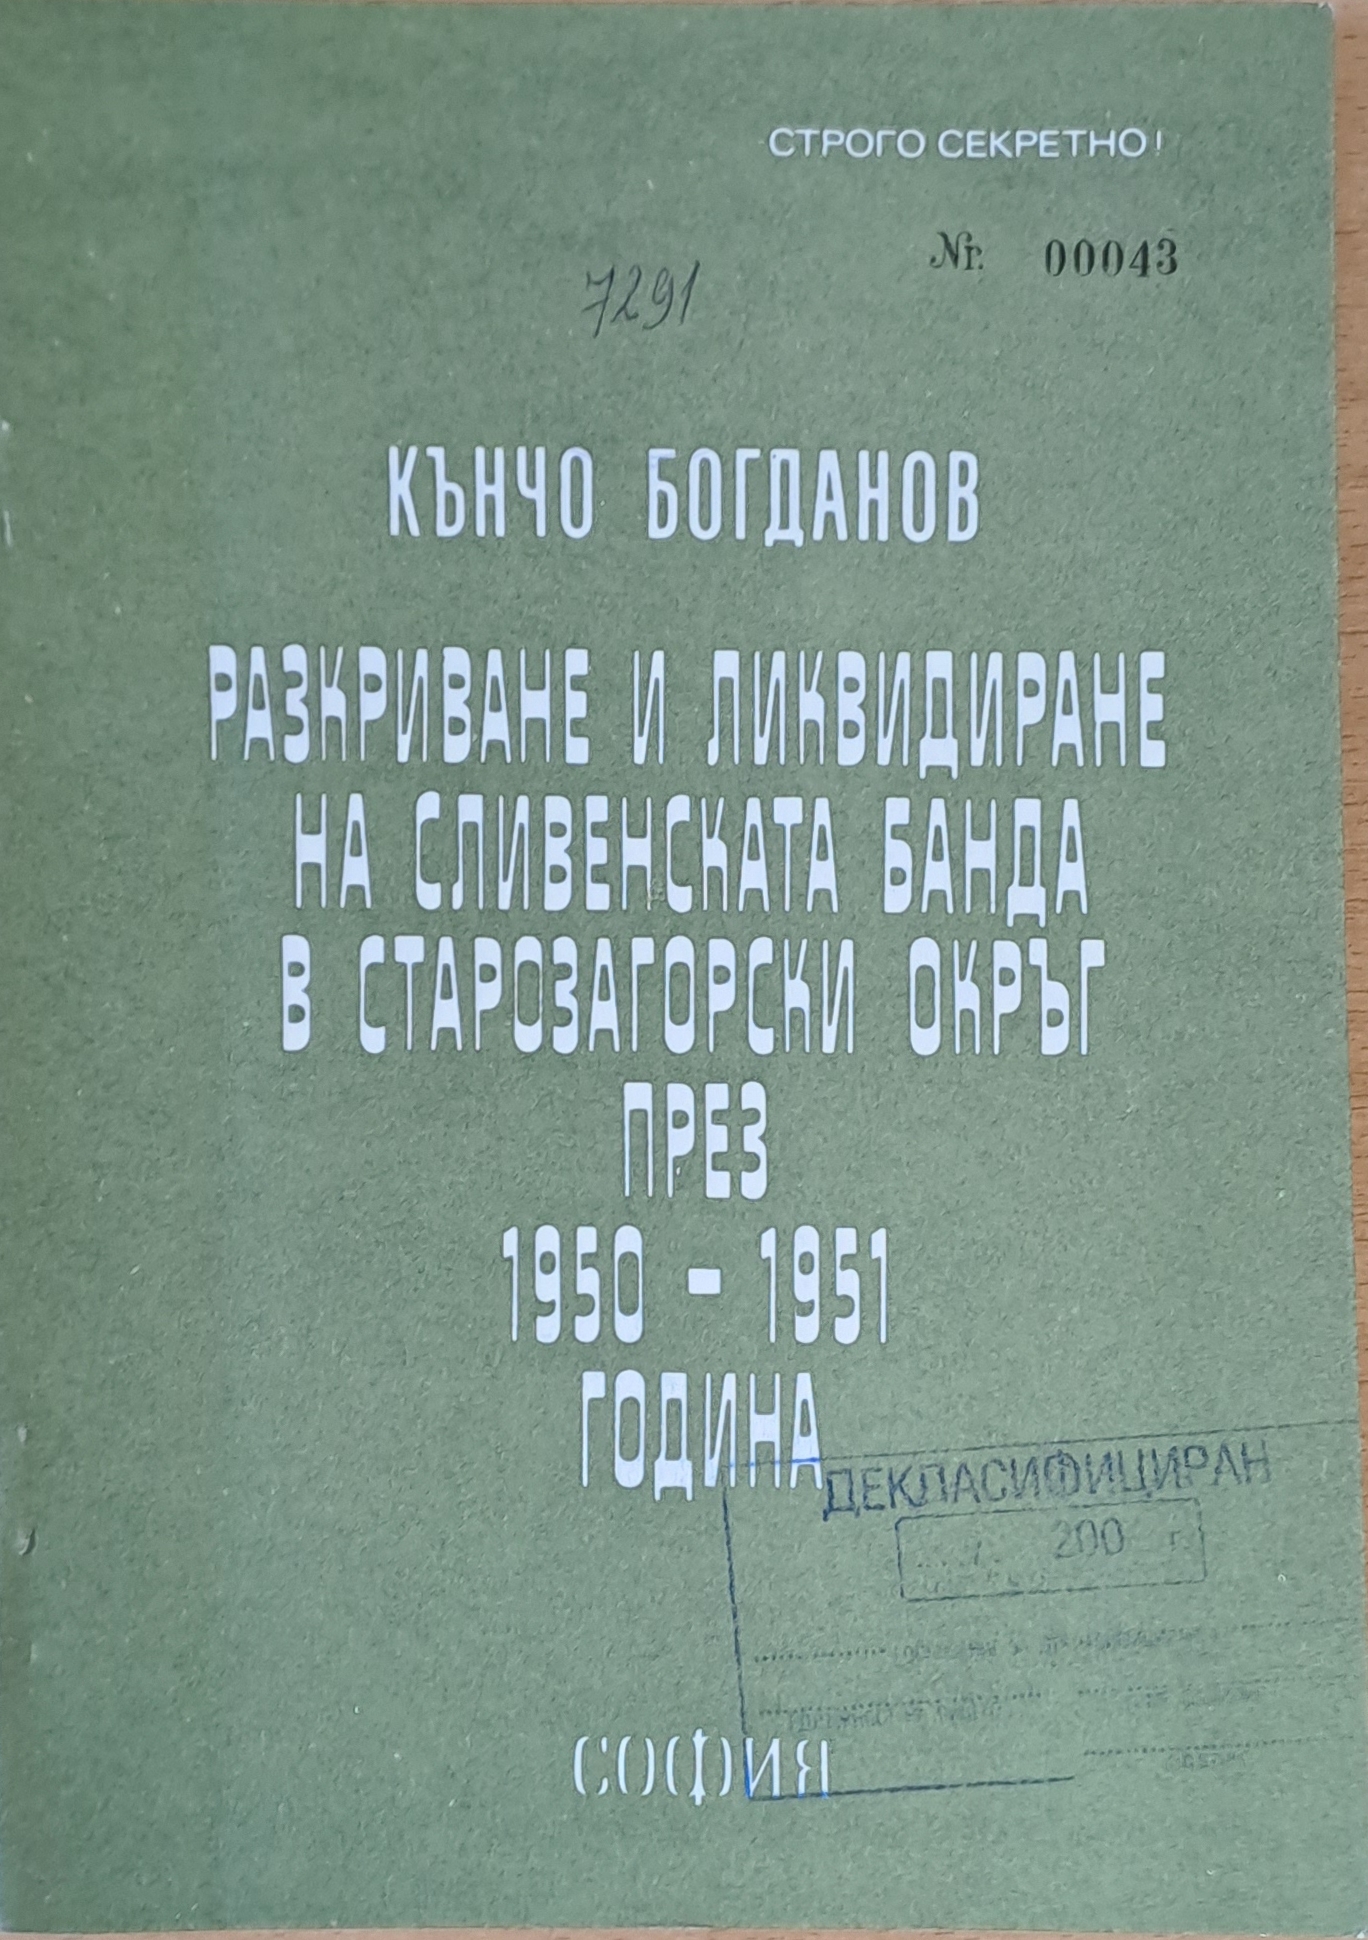 СТРОГО СЕКРЕТНО!
Nr. 00043
7291
КЪНЧО БОГДАНОВ
РАЗКРИВАНЕ И ЛИКВИДИРАНЕ
НА СЛИВЕНСКАТА БАНДА
В СТАРОЗАГОРСКИ ОКРЪГ
ПРЕЗ
1950 - 1951
ГОДИНА
ДЕКЛАСИФИЦИРАН
200 г.
СОФИЯ